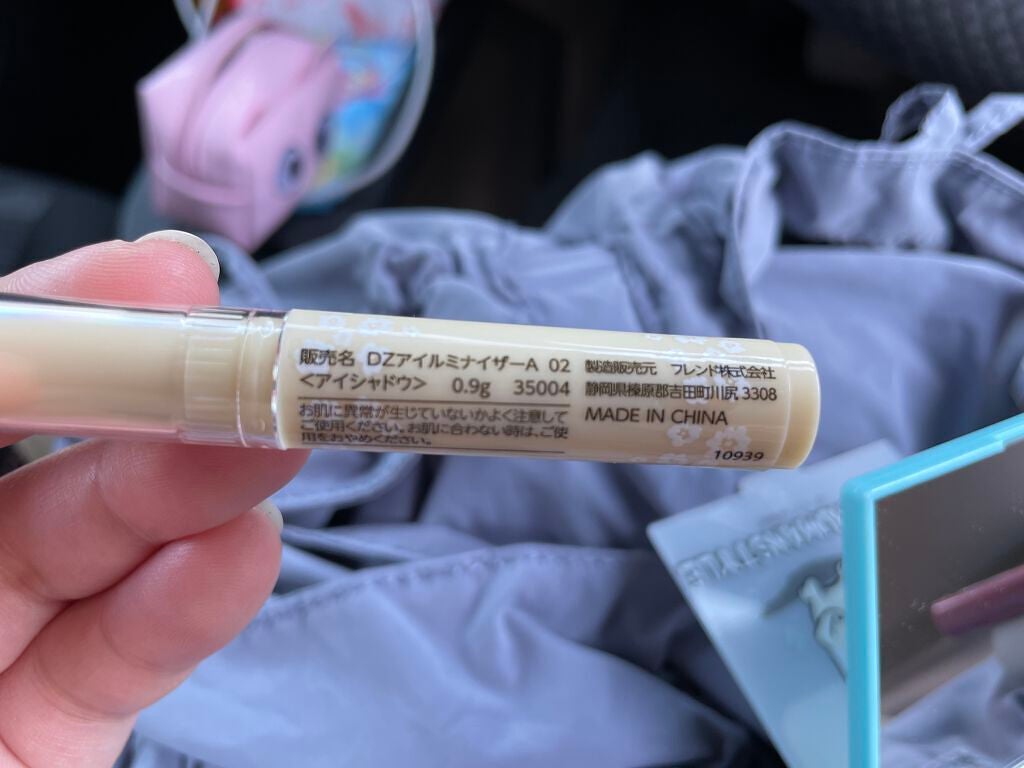 販売名 DZアイルミナイザーA 02
<アイシャドウ> 0.9g 35004
お肌に異常が生じていないかよく注意して
ご使用ください。お肌に合わない時は、ご使
用をおやめください。
製造販売元 フレンド株式会社
静岡県榛原郡吉田町川尻3308
MADE IN CHINA
10939
HUMANSTYLE